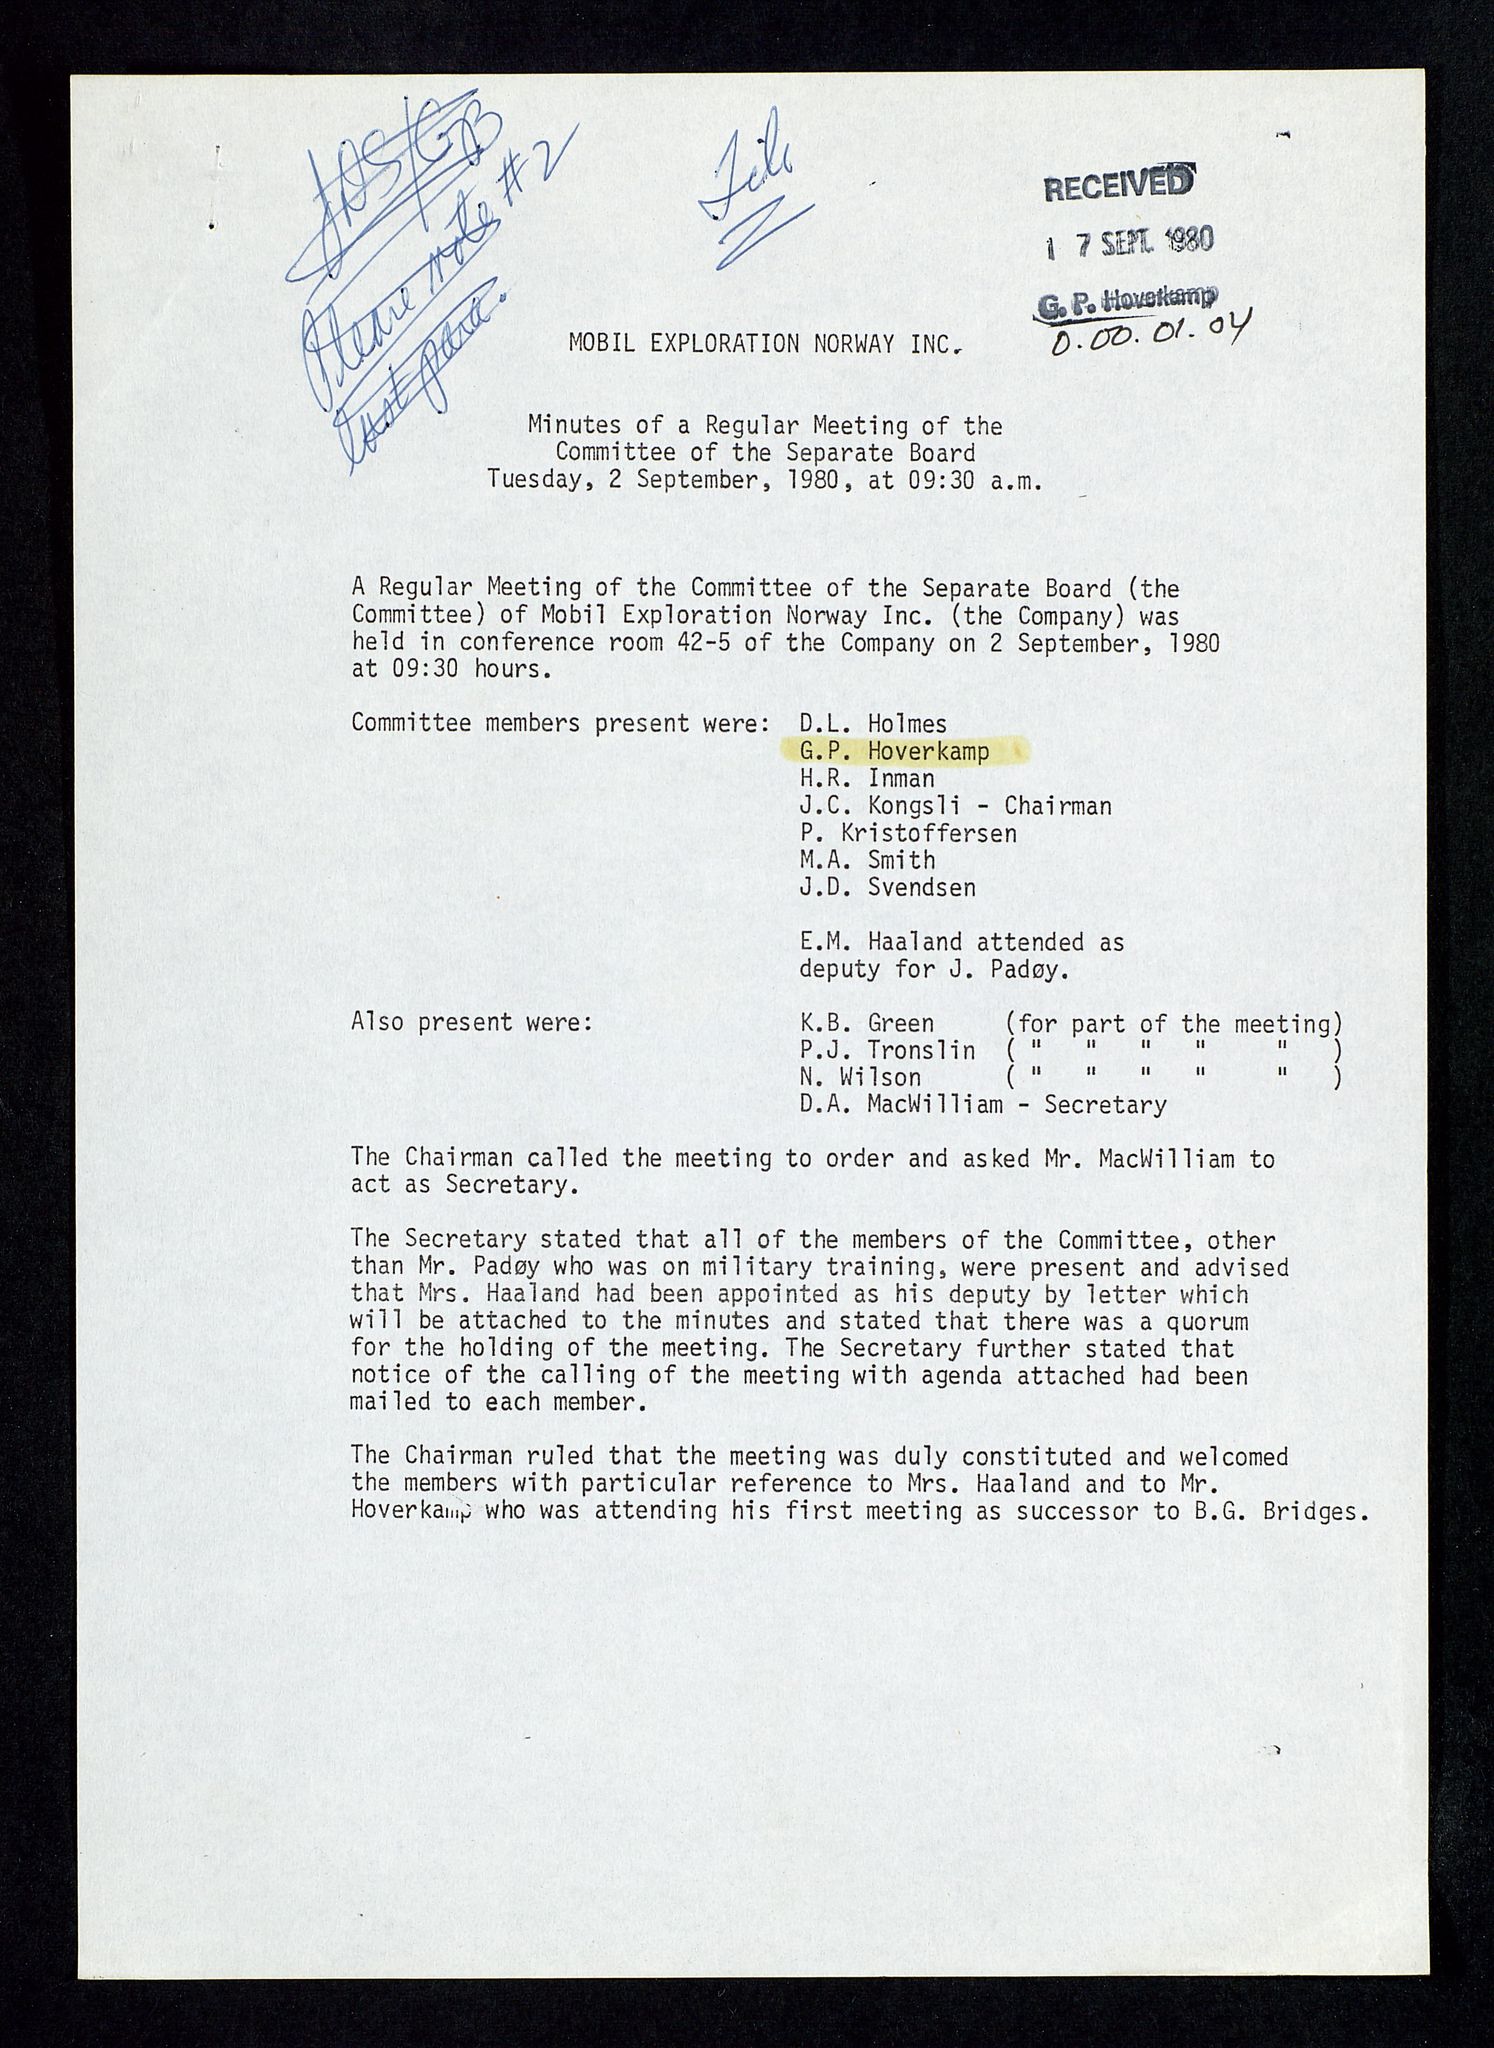 JDS/GB
Please note #2
last para.
File
RECEIVED
17 SEPT. 1980
G. P. Hoverkamp
0.00.01.04
MOBIL EXPLORATION NORWAY INC.
Minutes of a Regular Meeting of the
Committee of the Separate Board
Tuesday, 2 September, 1980, at 09:30 a.m.
A Regular Meeting of the Committee of the Separate Board (the
Committee) of Mobil Exploration Norway Inc. (the Company) was
held in conference room 42-5 of the Company on 2 September, 1980
at 09:30 hours.
Committee members present were: D.L. Holmes
G.P. Hoverkamp
H.R. Inman
J.C. Kongsli - Chairman
P. Kristoffersen
M.A. Smith
J.D. Svendsen
E.M. Haaland attended as
deputy for J. Padøy.
Also present were: K.B. Green (for part of the meeting)
P.J. Tronslin ( " " " " " )
N. Wilson ( " " " " " )
D.A. MacWilliam - Secretary
The Chairman called the meeting to order and asked Mr. MacWilliam to
act as Secretary.
The Secretary stated that all of the members of the Committee, other
than Mr. Padøy who was on military training, were present and advised
that Mrs. Haaland had been appointed as his deputy by letter which
will be attached to the minutes and stated that there was a quorum
for the holding of the meeting. The Secretary further stated that
notice of the calling of the meeting with agenda attached had been
mailed to each member.
The Chairman ruled that the meeting was duly constituted and welcomed
the members with particular reference to Mrs. Haaland and to Mr.
Hoverkamp who was attending his first meeting as successor to B.G. Bridges.